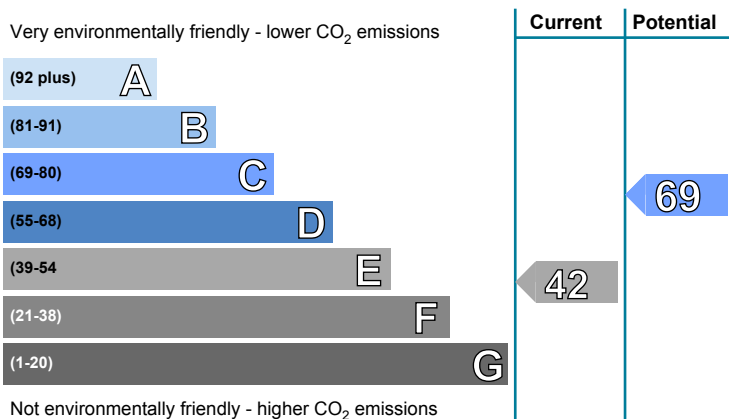 Current Potential
Very environmentally friendly - lower CO2 emissions
(92 plus) A
(81-91) B
(69-80) C
69
(55-68) D
(39-54 E
42
(21-38) F
(1-20) G
Not environmentally friendly - higher CO2 emissions